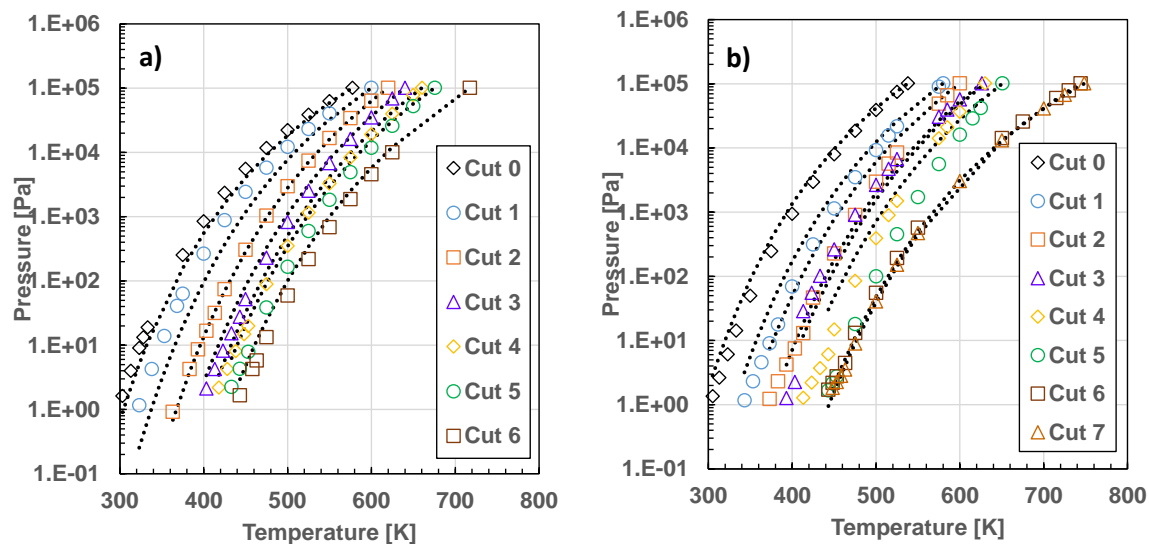 a)
1.E+06
1.E+05
1.E+04
1.E+03
1.E+02
1.E+01
1.E+00
1.E-01
Pressure [Pa]
300 400 500 600 700 800
Temperature [K]
Cut 0
Cut 1
Cut 2
Cut 3
Cut 4
Cut 5
Cut 6
b)
1.E+06
1.E+05
1.E+04
1.E+03
1.E+02
1.E+01
1.E+00
1.E-01
Pressure [Pa]
300 400 500 600 700 800
Temperature [K]
Cut 0
Cut 1
Cut 2
Cut 3
Cut 4
Cut 5
Cut 6
Cut 7